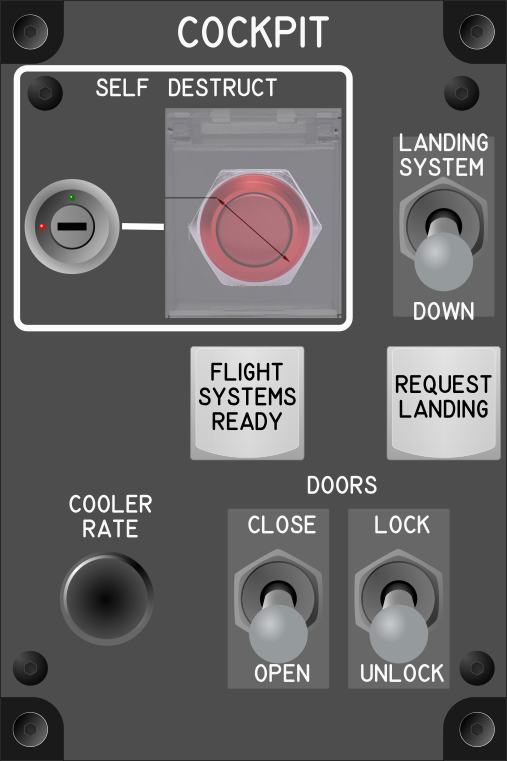 COCKPIT
SELF DESTRUCT
LANDING
SYSTEM
DOWN
FLIGHT
SYSTEMS
READY
REQUEST
LANDING
DOORS
COOLER
RATE
CLOSE
LOCK
OPEN
UNLOCK